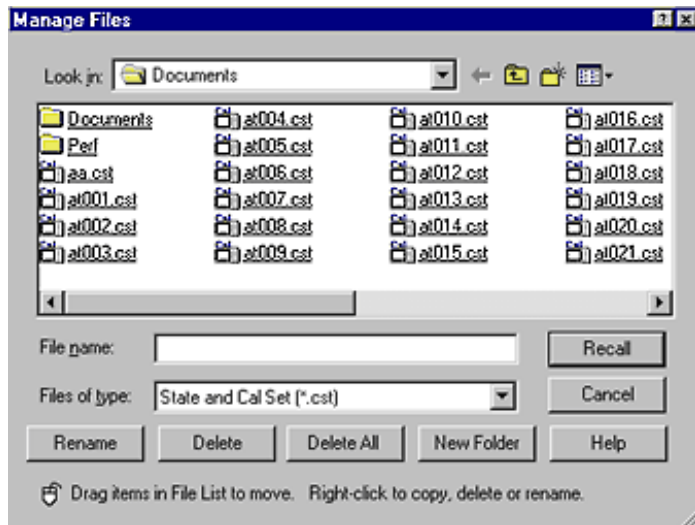 Manage Files
Look in: Documents
Documents at004.cst at010.cst at016.cst
Perf at005.cst at011.cst at017.cst
aa.cst at006.cst at012.cst at018.cst
at001.cst at007.cst at013.cst at019.cst
at002.cst at008.cst at014.cst at020.cst
at003.cst at009.cst at015.cst at021.cst
File name: Recall
Files of type: State and Cal Set (*.cst) Cancel
Rename Delete Delete All New Folder Help
Drag items in File List to move. Right-click to copy, delete or rename.